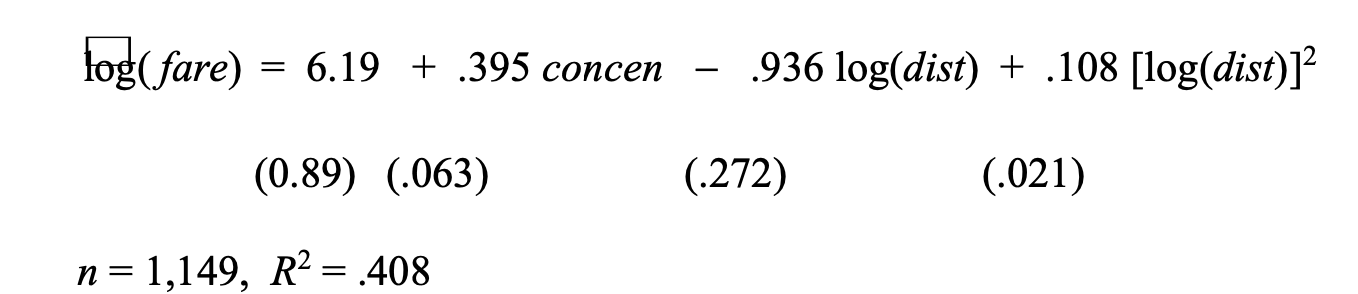 log(fare) = 6.19 + .395 concen − .936 log(dist) + .108 [log(dist)]²
(0.89) (.063) (.272) (.021)
n = 1,149, R² = .408